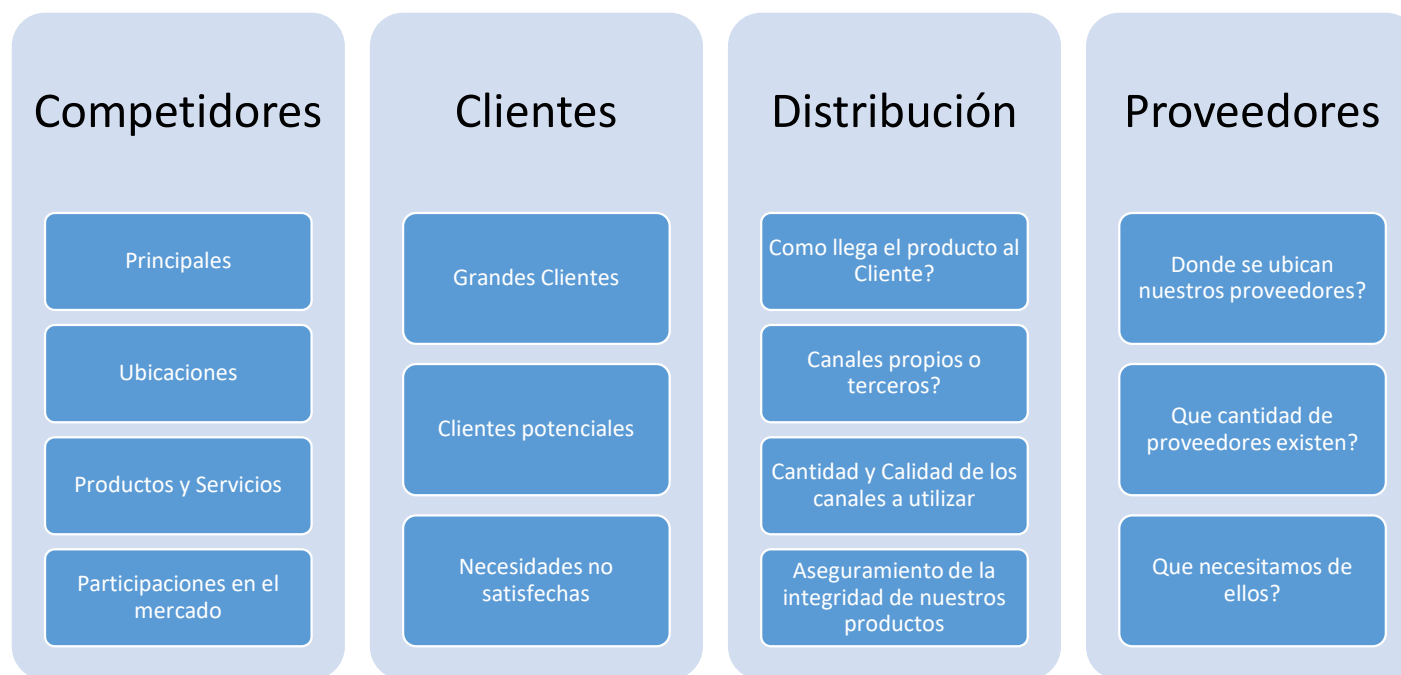 Competidores
Principales
Ubicaciones
Productos y Servicios
Participaciones en el
mercado
Clientes
Grandes Clientes
Clientes potenciales
Necesidades no
satisfechas
Distribución
Como llega el producto al
Cliente?
Canales propios o
terceros?
Cantidad y Calidad de los
canales a utilizar
Aseguramiento de la
integridad de nuestros
productos
Proveedores
Donde se ubican
nuestros proveedores?
Que cantidad de
proveedores existen?
Que necesitamos de
ellos?